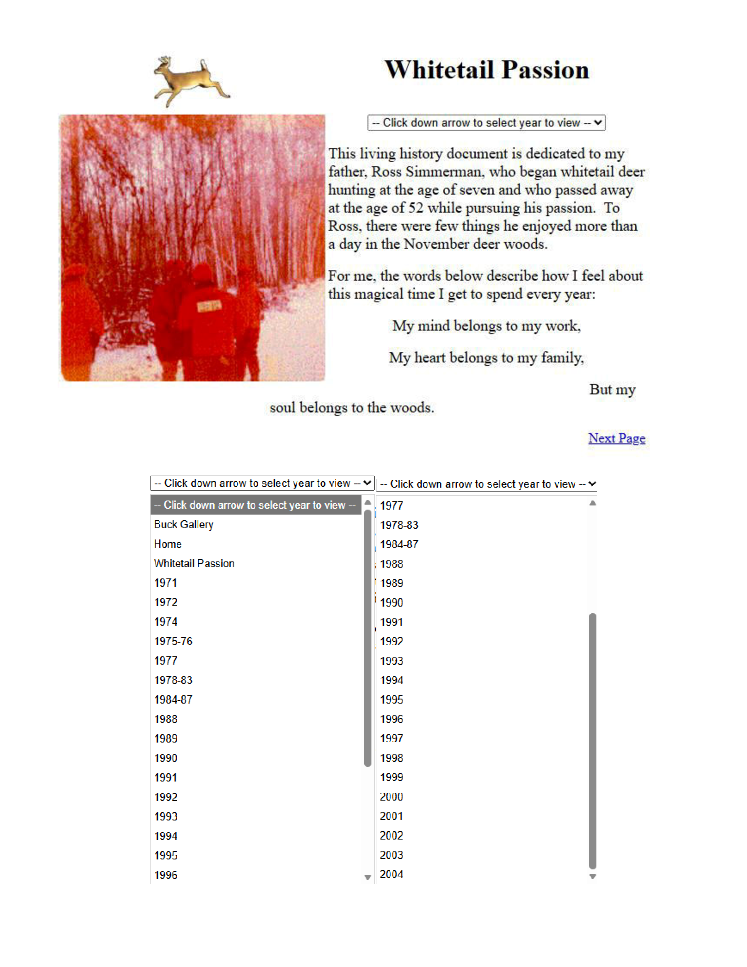 Whitetail Passion
-- Click down arrow to select year to view --
This living history document is dedicated to my
father, Ross Simmerman, who began whitetail deer
hunting at the age of seven and who passed away
at the age of 52 while pursuing his passion.  To
Ross, there were few things he enjoyed more than
a day in the November deer woods.
For me, the words below describe how I feel about
this magical time I get to spend every year:
My mind belongs to my work,
My heart belongs to my family,
But my
soul belongs to the woods.
Next Page
-- Click down arrow to select year to view --
-- Click down arrow to select year to view --
Buck Gallery
Home
Whitetail Passion
1971
1972
1974
1975-76
1977
1978-83
1984-87
1988
1989
1990
1991
1992
1993
1994
1995
1996
-- Click down arrow to select year to view --
1977
1978-83
1984-87
1988
1989
1990
1991
1992
1993
1994
1995
1996
1997
1998
1999
2000
2001
2002
2003
2004